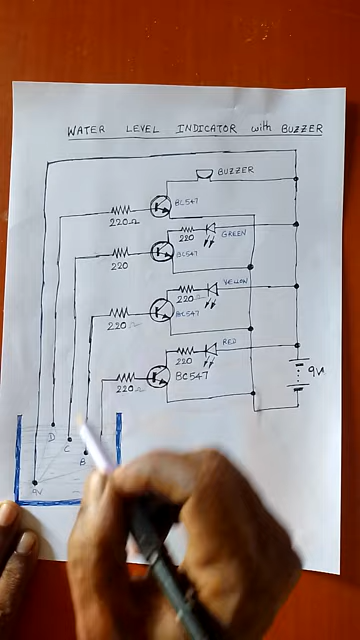 WATER LEVEL INDICATOR with BUZZER
BUZZER
BC547
220Ω
220
GREEN
BC547
220
YELLOW
220Ω
BC547
220Ω
RED
220
9V
BC547
220Ω
D
C
B
9V